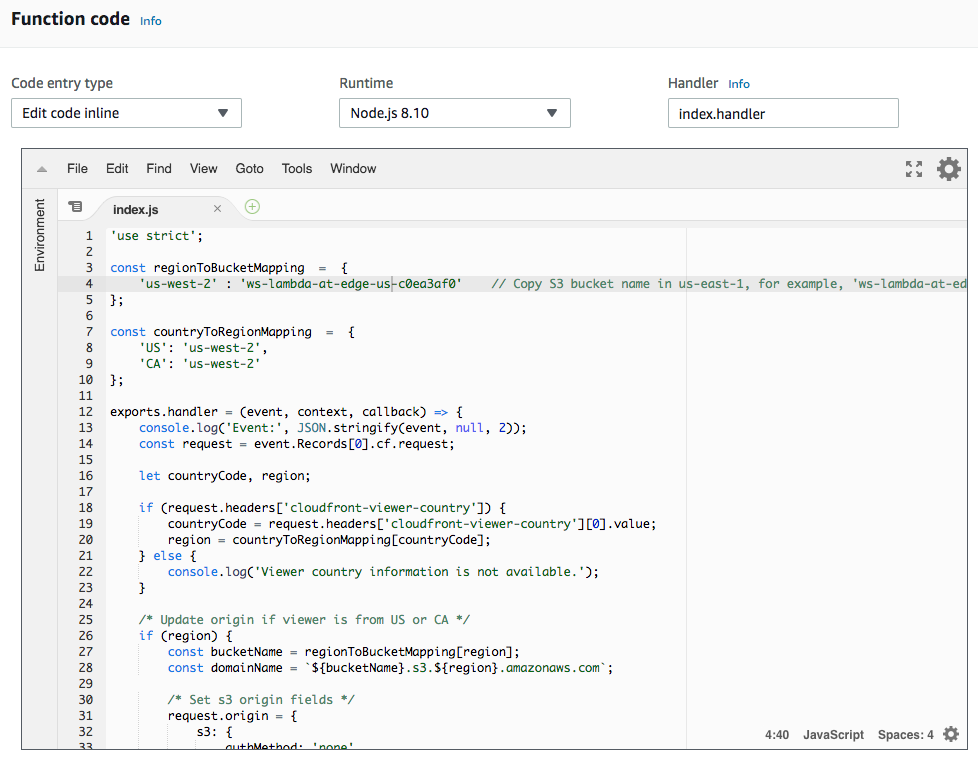 Function code Info
Code entry type
Runtime
Handler Info
Edit code inline
Node.js 8.10
index.handler
File Edit Find View Goto Tools Window
Environment
index.js
1 'use strict';
2
3 const regionToBucketMapping  =  {
4     'us-west-2' : 'ws-lambda-at-edge-us-c0ea3af0'    // Copy S3 bucket name in us-east-1, for example, 'ws-lambda-at-ed
5 };
6
7 const countryToRegionMapping  =  {
8     'US': 'us-west-2',
9     'CA': 'us-west-2'
10 };
11
12 exports.handler = (event, context, callback) => {
13     console.log('Event:', JSON.stringify(event, null, 2));
14     const request = event.Records[0].cf.request;
15
16     let countryCode, region;
17
18     if (request.headers['cloudfront-viewer-country']) {
19         countryCode = request.headers['cloudfront-viewer-country'][0].value;
20         region = countryToRegionMapping[countryCode];
21     } else {
22         console.log('Viewer country information is not available.');
23     }
24
25     /* Update origin if viewer is from US or CA */
26     if (region) {
27         const bucketName = regionToBucketMapping[region];
28         const domainName = `${bucketName}.s3.${region}.amazonaws.com`;
29
30         /* Set s3 origin fields */
31         request.origin = {
32             s3: {
33                 authMethod: 'none'
4:40 JavaScript Spaces: 4